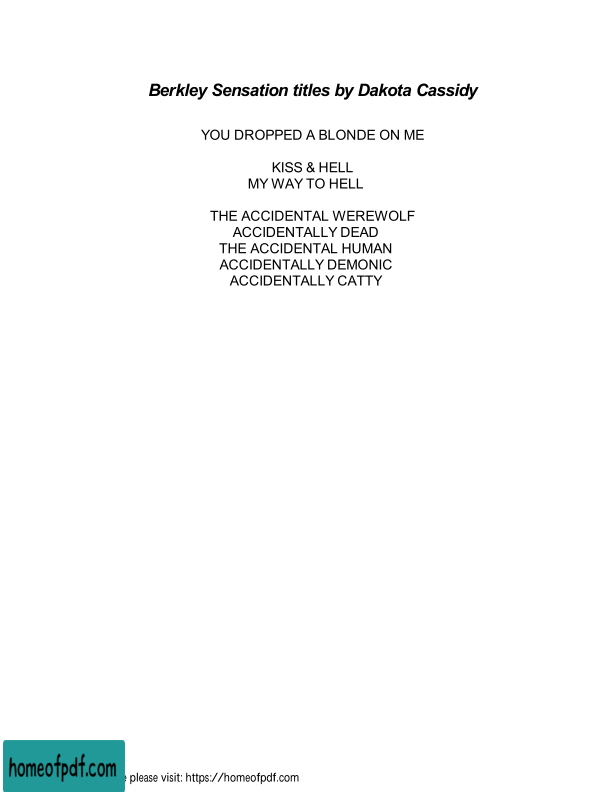 Berkley Sensation titles by Dakota Cassidy
YOU DROPPED A BLONDE ON ME
KISS & HELL
MY WAY TO HELL
THE ACCIDENTAL WEREWOLF
ACCIDENTALLY DEAD
THE ACCIDENTAL HUMAN
ACCIDENTALLY DEMONIC
ACCIDENTALLY CATTY
homeofpdf.com
please visit: https://homeofpdf.com